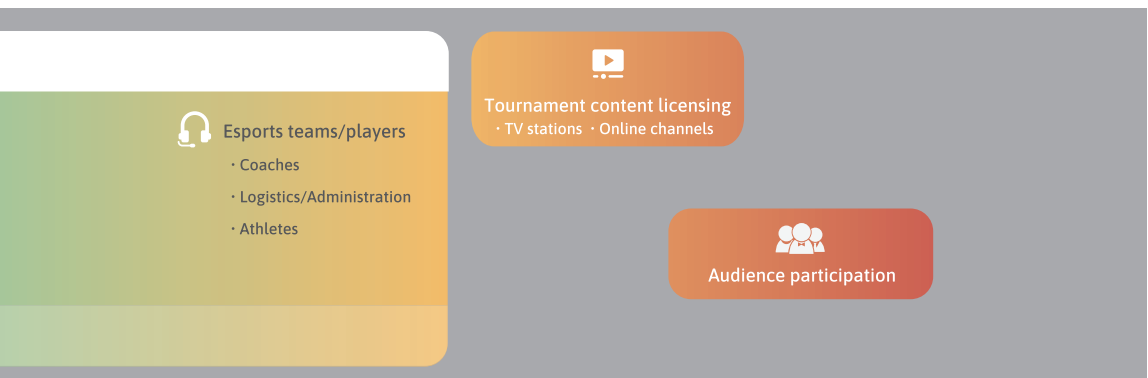 Tournament content licensing
· TV stations · Online channels
Esports teams/players
· Coaches
· Logistics/Administration
· Athletes
Audience participation